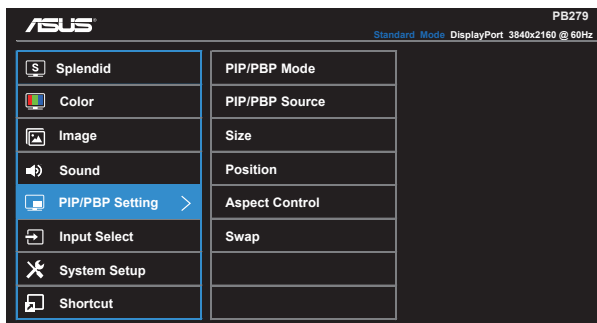 ASUS
PB279
Standard Mode DisplayPort 3840x2160 @ 60Hz
S Splendid
Color
Image
Sound
PIP/PBP Setting
Input Select
System Setup
Shortcut
PIP/PBP Mode
PIP/PBP Source
Size
Position
Aspect Control
Swap